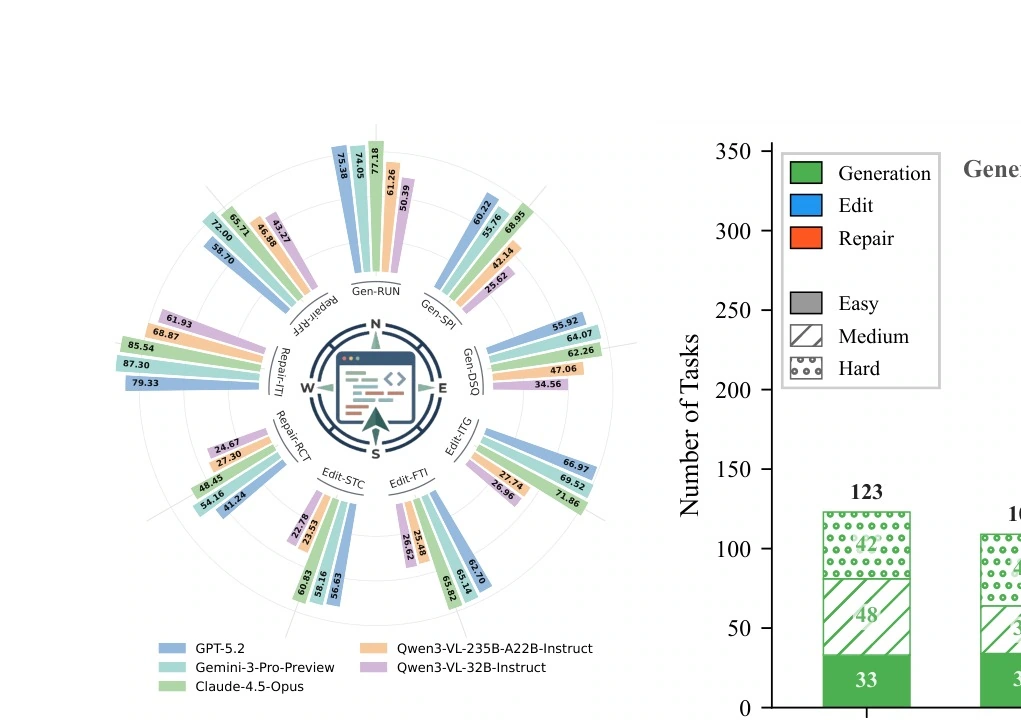 75.38
74.05
77.18
61.26
50.39
Gen-RUN
60.22
55.76
68.95
42.14
25.62
Gen-SPI
55.92
64.07
62.26
47.06
34.56
Gen-DSQ
66.97
69.52
71.86
27.74
26.96
Edit-ITG
62.70
65.14
65.82
25.48
26.62
Edit-FTI
56.63
58.16
60.83
23.53
22.78
Edit-STC
41.24
54.16
48.45
27.30
24.67
Repair-RCT
79.33
87.30
85.54
68.87
61.93
Repair-ITI
58.70
72.00
65.71
46.88
43.27
Repair-RFF
N
W
E
S
GPT-5.2
Gemini-3-Pro-Preview
Claude-4.5-Opus
Qwen3-VL-235B-A22B-Instruct
Qwen3-VL-32B-Instruct
Number of Tasks
350
300
250
200
150
100
50
0
Generation
Edit
Repair
Easy
Medium
Hard
Gene
123
42
48
33
10
4
3
3